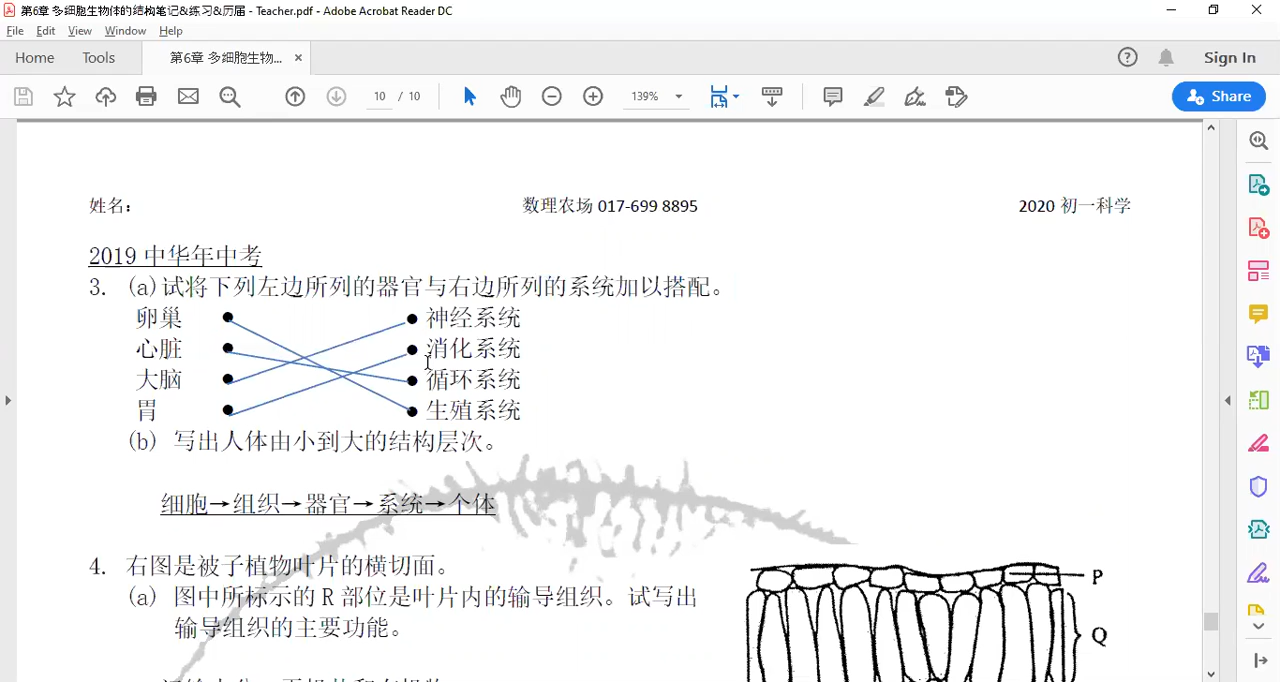 第6章 多细胞生物体的结构笔记&练习&历届 - Teacher.pdf - Adobe Acrobat Reader DC
File Edit View Window Help
Home Tools 第6章 多细胞生物... × Sign In
10 / 10 139% Share
姓名： 数理农场 017-699 8895 2020 初一科学
2019 中华年中考
3. (a)试将下列左边所列的器官与右边所列的系统加以搭配。
卵巢 神经系统
心脏 消化系统
大脑 循环系统
胃 生殖系统
(b) 写出人体由小到大的结构层次。
细胞→组织→器官→系统→个体
4. 右图是被子植物叶片的横切面。
(a) 图中所标示的 R 部位是叶片内的输导组织。试写出
输导组织的主要功能。
P
Q